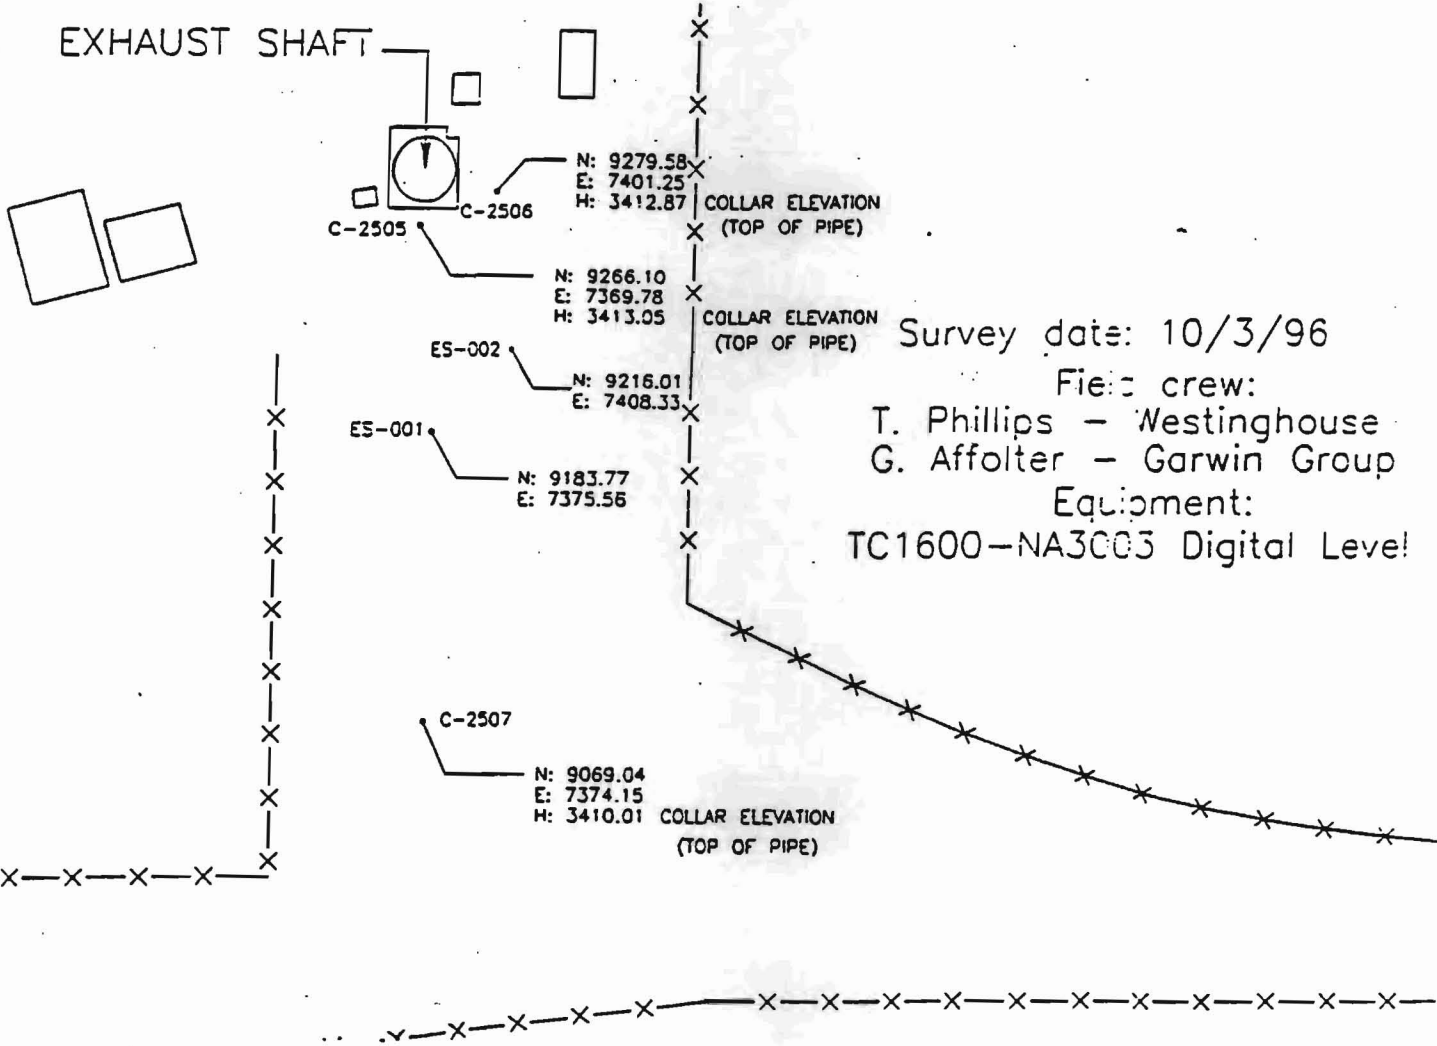 EXHAUST SHAFT
N: 9279.58
E: 7401.25
H: 3412.87 COLLAR ELEVATION
(TOP OF PIPE)
C-2506
C-2505
N: 9266.10
E: 7369.78
H: 3413.05 COLLAR ELEVATION
(TOP OF PIPE)
ES-002
N: 9216.01
E: 7408.33
ES-001
N: 9183.77
E: 7375.56
Survey date: 10/3/96
Field crew:
T. Phillips - Westinghouse
G. Affolter - Garwin Group
Equipment:
TC1600-NA3003 Digital Level
C-2507
N: 9069.04
E: 7374.15
H: 3410.01 COLLAR ELEVATION
(TOP OF PIPE)